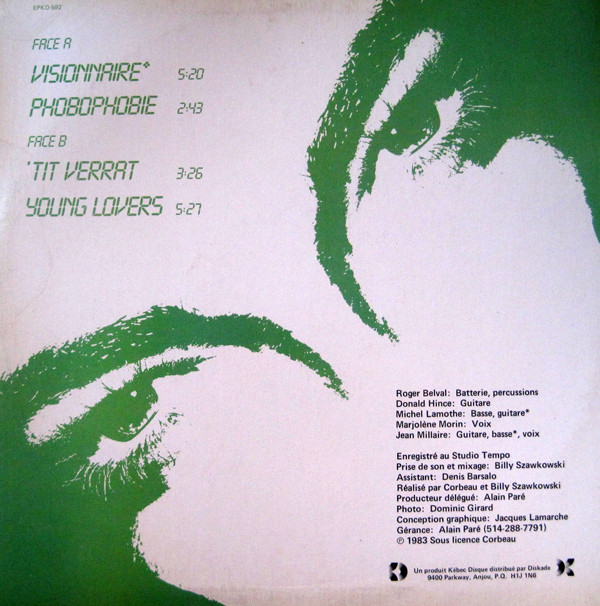 EPKD 502
FACE A
VISIONNAIRE* 5:20
PHOBOPHOBIE 2:43
FACE B
'TIT VERRAT 3:26
YOUNG LOVERS 5:27
Roger Belval: Batterie, percussions
Donald Hince: Guitare
Michel Lamothe: Basse, guitare*
Marjolène Morin: Voix
Jean Millaire: Guitare, basse*, voix
Enregistré au Studio Tempo
Prise de son et mixage: Billy Szawkowski
Assistant: Denis Barsalo
Réalisé par Corbeau et Billy Szawkowski
Producteur délégué: Alain Paré
Photo: Dominic Girard
Conception graphique: Jacques Lamarche
Gérance: Alain Paré (514-288-7791)
℗ 1983 Sous licence Corbeau
Un produit Kébec Disque distribué par Diskade
9400 Parkway, Anjou, P.Q. H1J 1N6